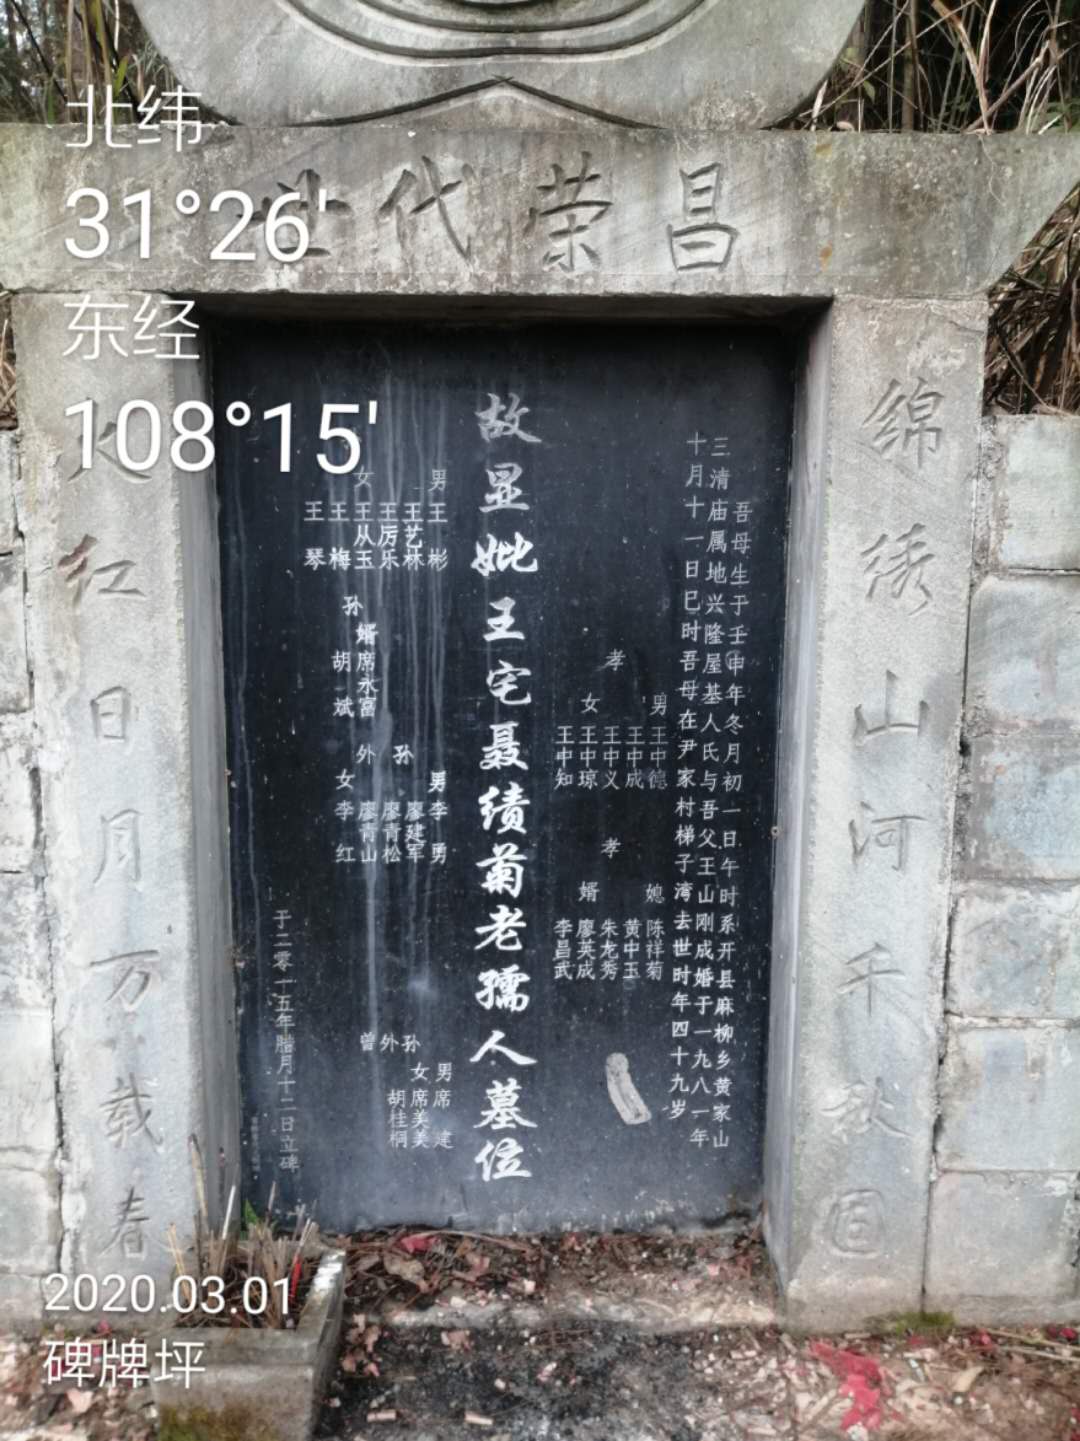 北纬
31°26'
东经
108°15'
世代荣昌
绵绣山河千秋固
火红日月万载春
吾母生于壬申年冬月初一日午时系开县麻柳乡黄家山
三清庙属地兴隆屋基人氏与吾父王山刚成婚于一九八一年
十月十一日巳时吾母在尹家村梯子湾去世时年四十九岁
孝
男 王中德 王中成 王中义
女 王中琼 王中知
孝
媳 陈祥菊 黄中玉 朱龙秀
婿 廖英成 李昌武
故显妣王宅聂绩菊老孺人墓位
男 王彬 王艺林 王厉乐
女 王从玉 王梅 王琴
孙
婿 席永富 胡斌
外孙
男 李勇 廖建军 廖青松 廖青山
女 李红
曾外孙
男 席建
女 席美美 胡桂桐
于二零一五年腊月十二日立碑
2020.03.01
碑牌坪